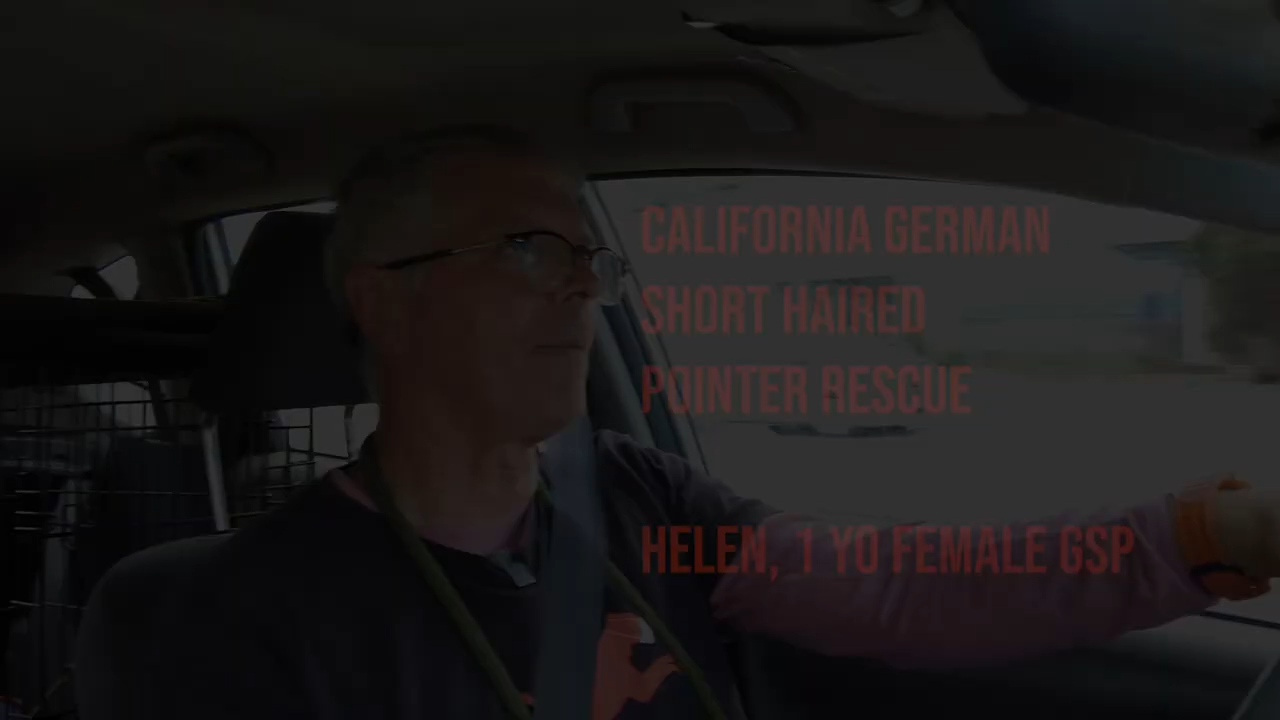 CALIFORNIA GERMAN
SHORT HAIRED
POINTER RESCUE
HELEN, 1 YO FEMALE GSP